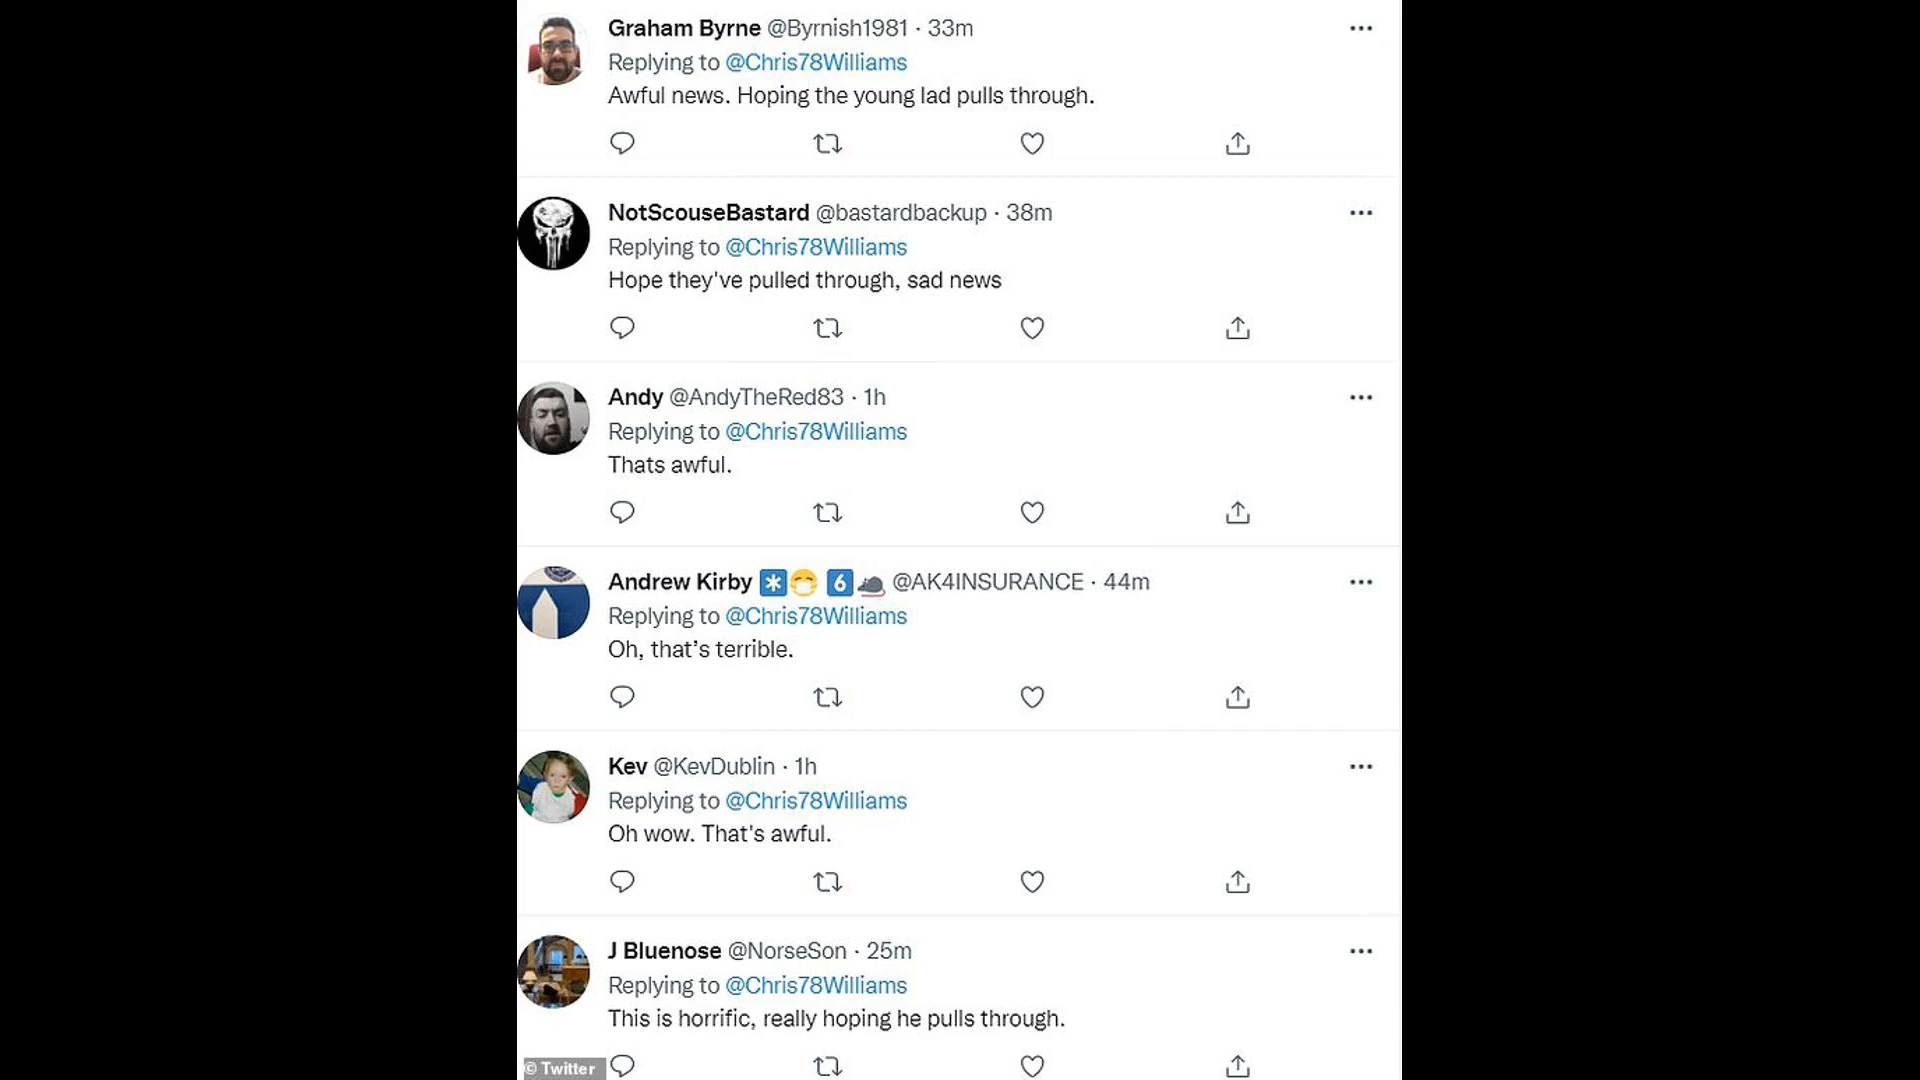 Graham Byrne @Byrnish1981 · 33m
Replying to @Chris78Williams
Awful news. Hoping the young lad pulls through.
NotScouseBastard @bastardbackup · 38m
Replying to @Chris78Williams
Hope they've pulled through, sad news
Andy @AndyTheRed83 · 1h
Replying to @Chris78Williams
Thats awful.
Andrew Kirby *️⃣😷 6️⃣🐀 @AK4INSURANCE · 44m
Replying to @Chris78Williams
Oh, that’s terrible.
Kev @KevDublin · 1h
Replying to @Chris78Williams
Oh wow. That's awful.
J Bluenose @NorseSon · 25m
Replying to @Chris78Williams
This is horrific, really hoping he pulls through.
© Twitter